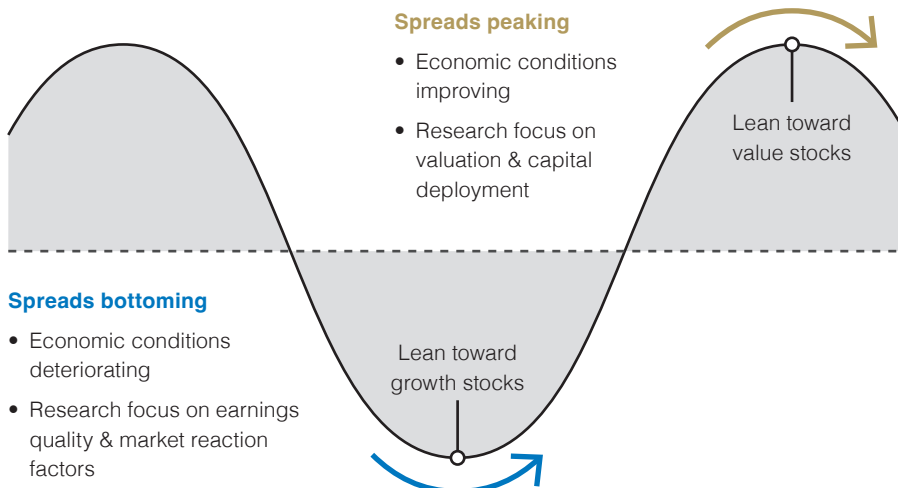 Spreads peaking
• Economic conditions
improving
• Research focus on
valuation & capital
deployment
Lean toward
value stocks
Spreads bottoming
• Economic conditions
deteriorating
• Research focus on earnings
quality & market reaction
factors
Lean toward
growth stocks